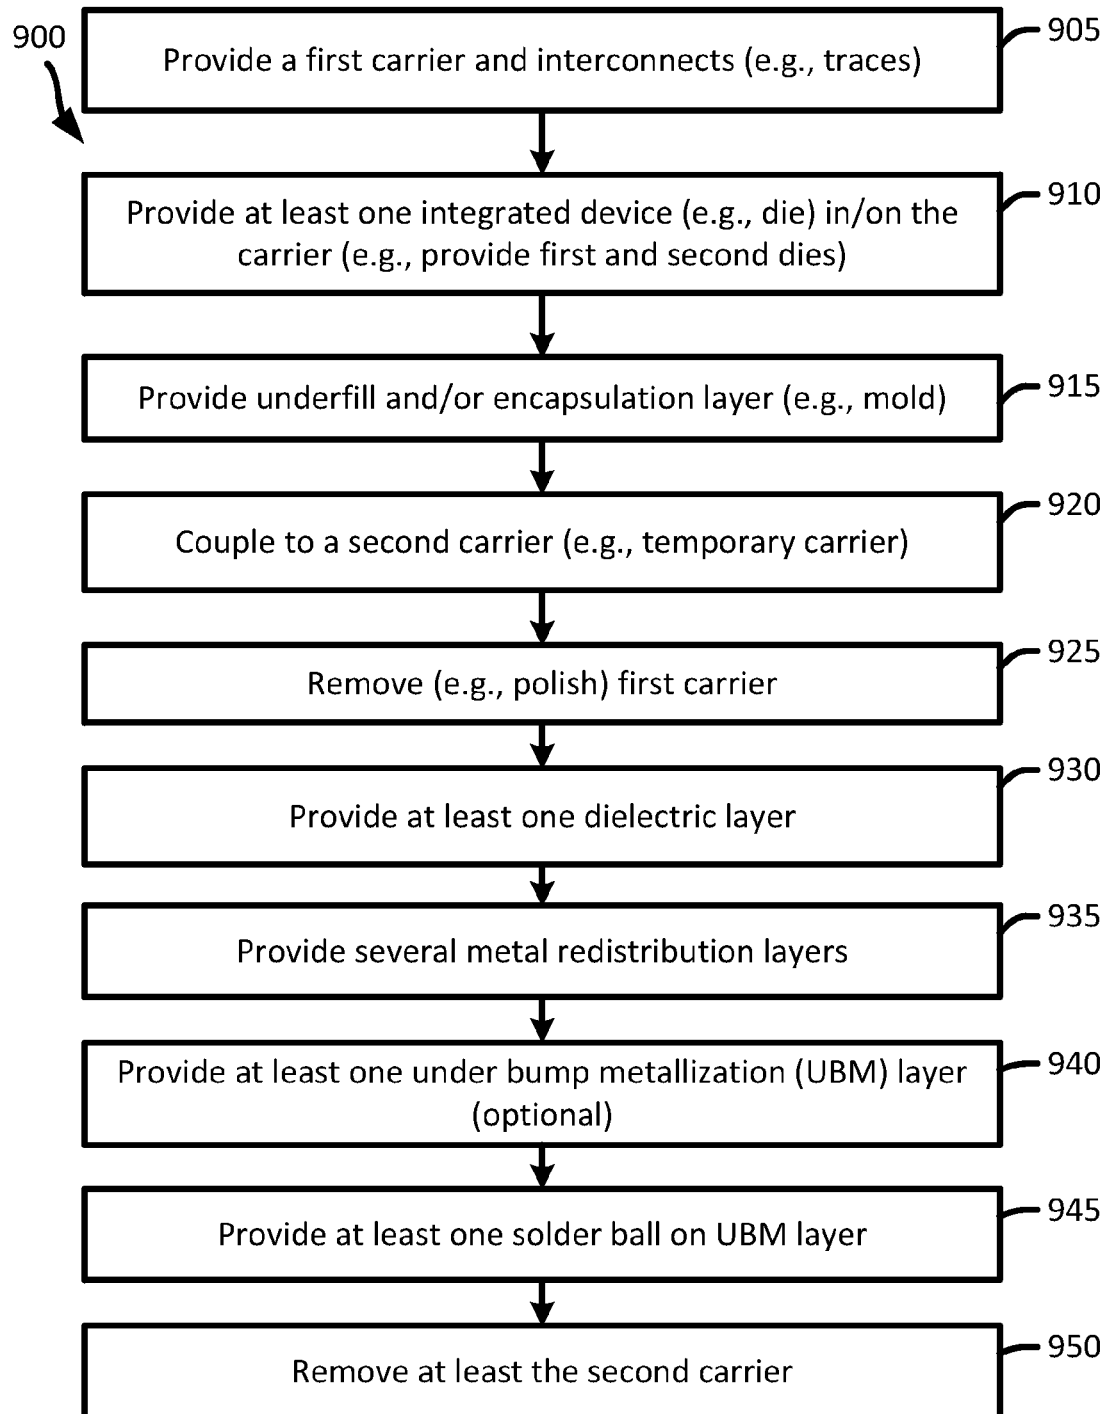 900
905
Provide a first carrier and interconnects (e.g., traces)
910
Provide at least one integrated device (e.g., die) in/on the
carrier (e.g., provide first and second dies)
915
Provide underfill and/or encapsulation layer (e.g., mold)
920
Couple to a second carrier (e.g., temporary carrier)
925
Remove (e.g., polish) first carrier
930
Provide at least one dielectric layer
935
Provide several metal redistribution layers
940
Provide at least one under bump metallization (UBM) layer
(optional)
945
Provide at least one solder ball on UBM layer
950
Remove at least the second carrier